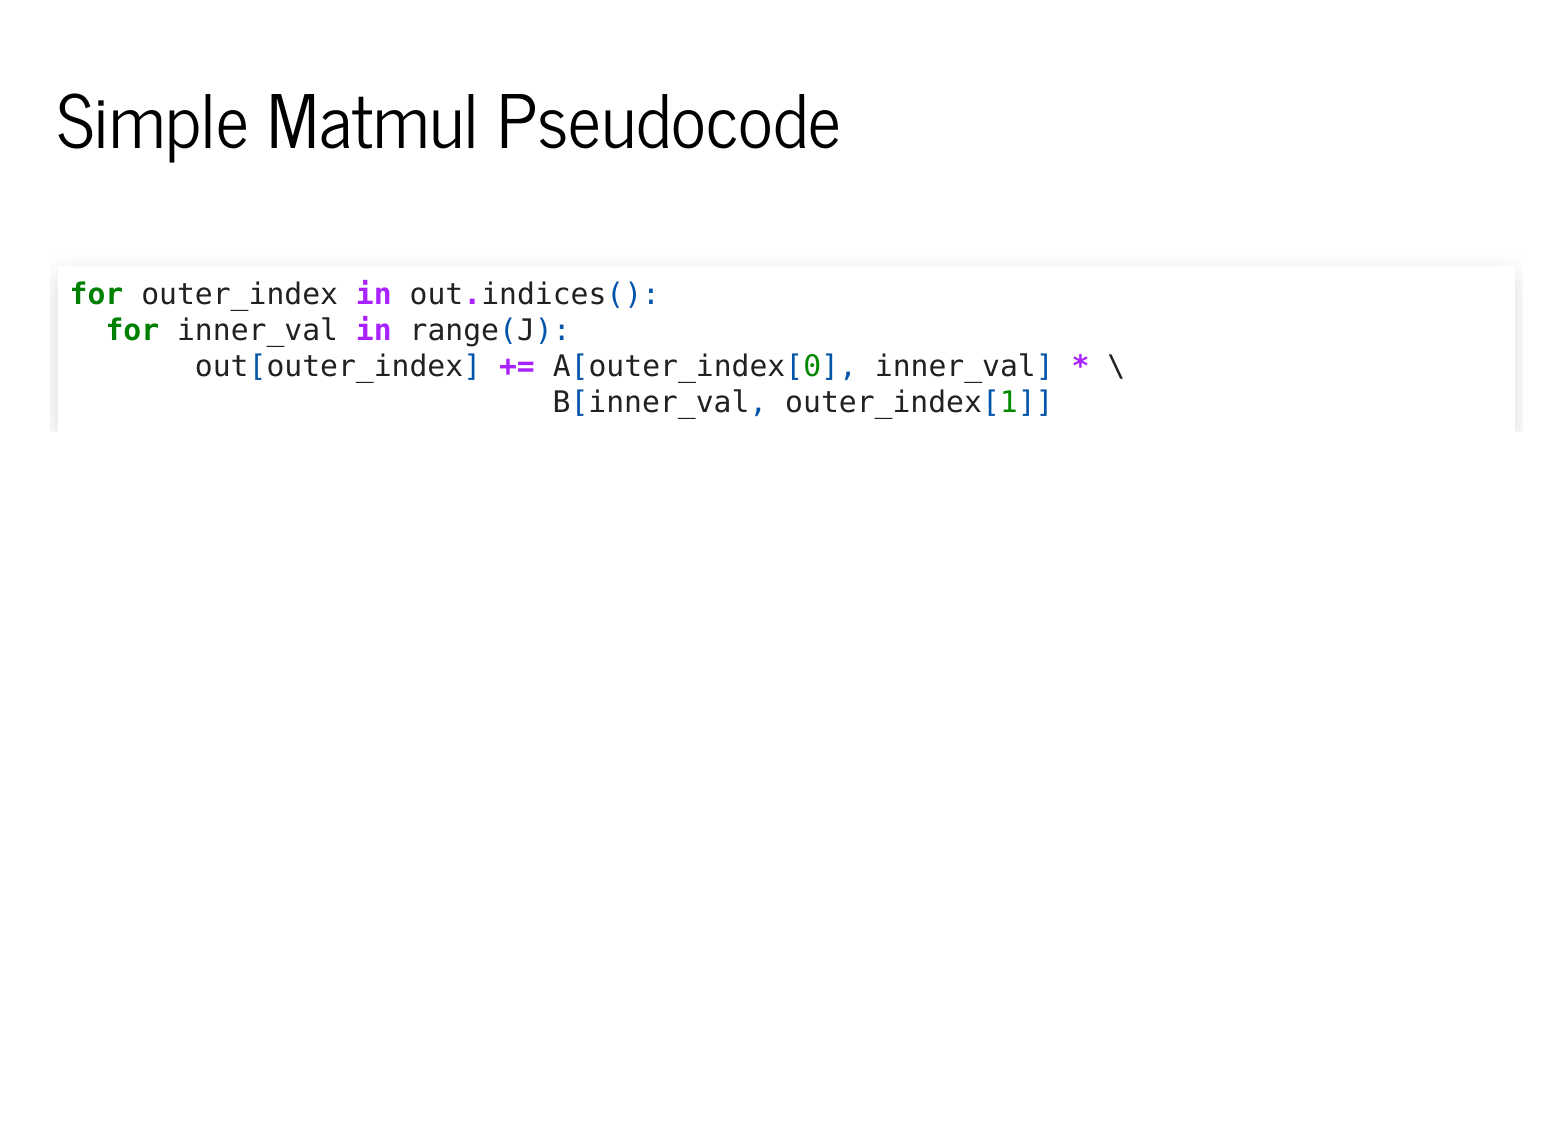 Simple Matmul Pseudocode
for outer_index in out.indices():
  for inner_val in range(J):
       out[outer_index] += A[outer_index[0], inner_val] * \
                           B[inner_val, outer_index[1]]